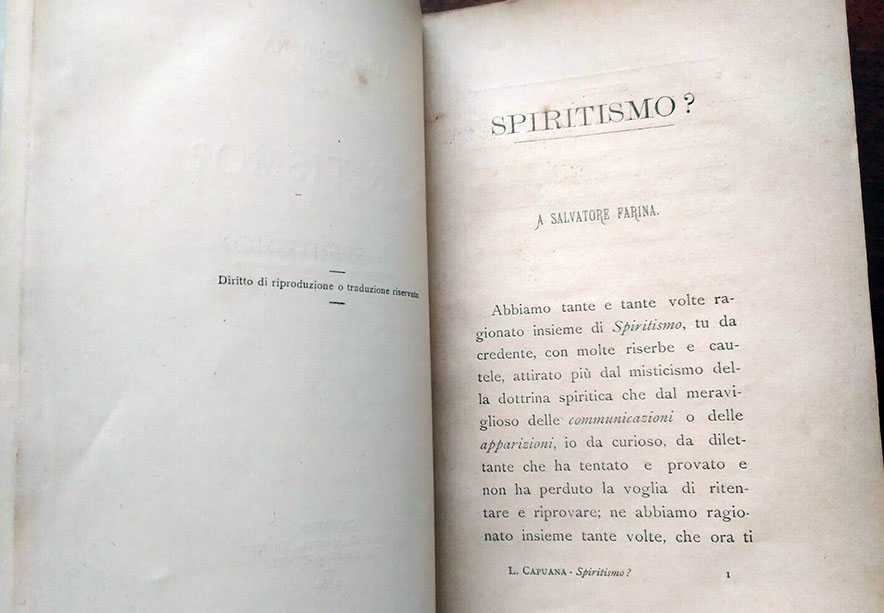 Diritto di riproduzione o traduzione riservato
SPIRITISMO?
A SALVATORE FARINA.
Abbiamo tante e tante volte ra-
gionato insieme di Spiritismo, tu da
credente, con molte riserbe e cau-
tele, attirato più dal misticismo del-
la dottrina spiritica che dal meravi-
glioso delle communicazioni o delle
apparizioni, io da curioso, da dilet-
tante che ha tentato e provato e
non ha perduto la voglia di riten-
tare e riprovare; ne abbiamo ragio-
nato insieme tante volte, che ora ti
L. CAPUANA - Spiritismo? 1